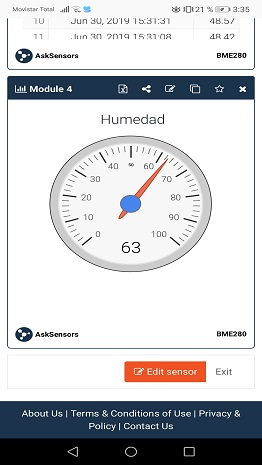 Movistar Total 21 % 3:35
10 Jun 30, 2019 15:31:31 48.57
11 Jun 30, 2019 15:31:08 48.42
AskSensors BME280
Module 4
Humedad
0 10 20 30 40 50 60 70 80 90 100
63
AskSensors BME280
Edit sensor Exit
About Us | Terms & Conditions of Use | Privacy &
Policy | Contact Us